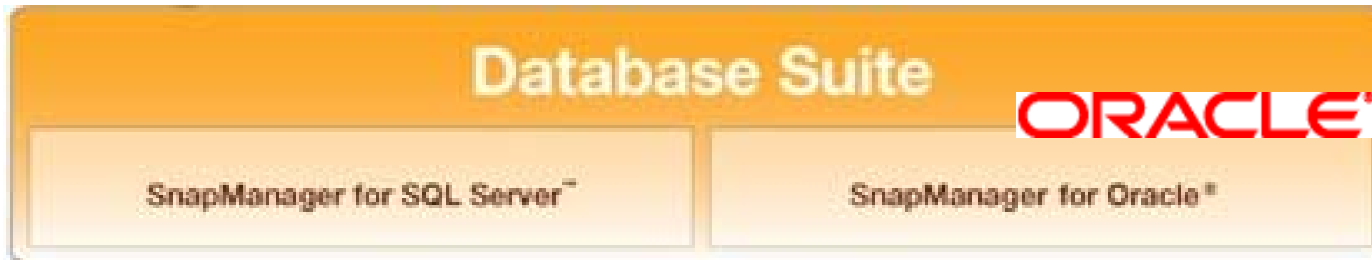 Database Suite
ORACLE
SnapManager for SQL Server™
SnapManager for Oracle®